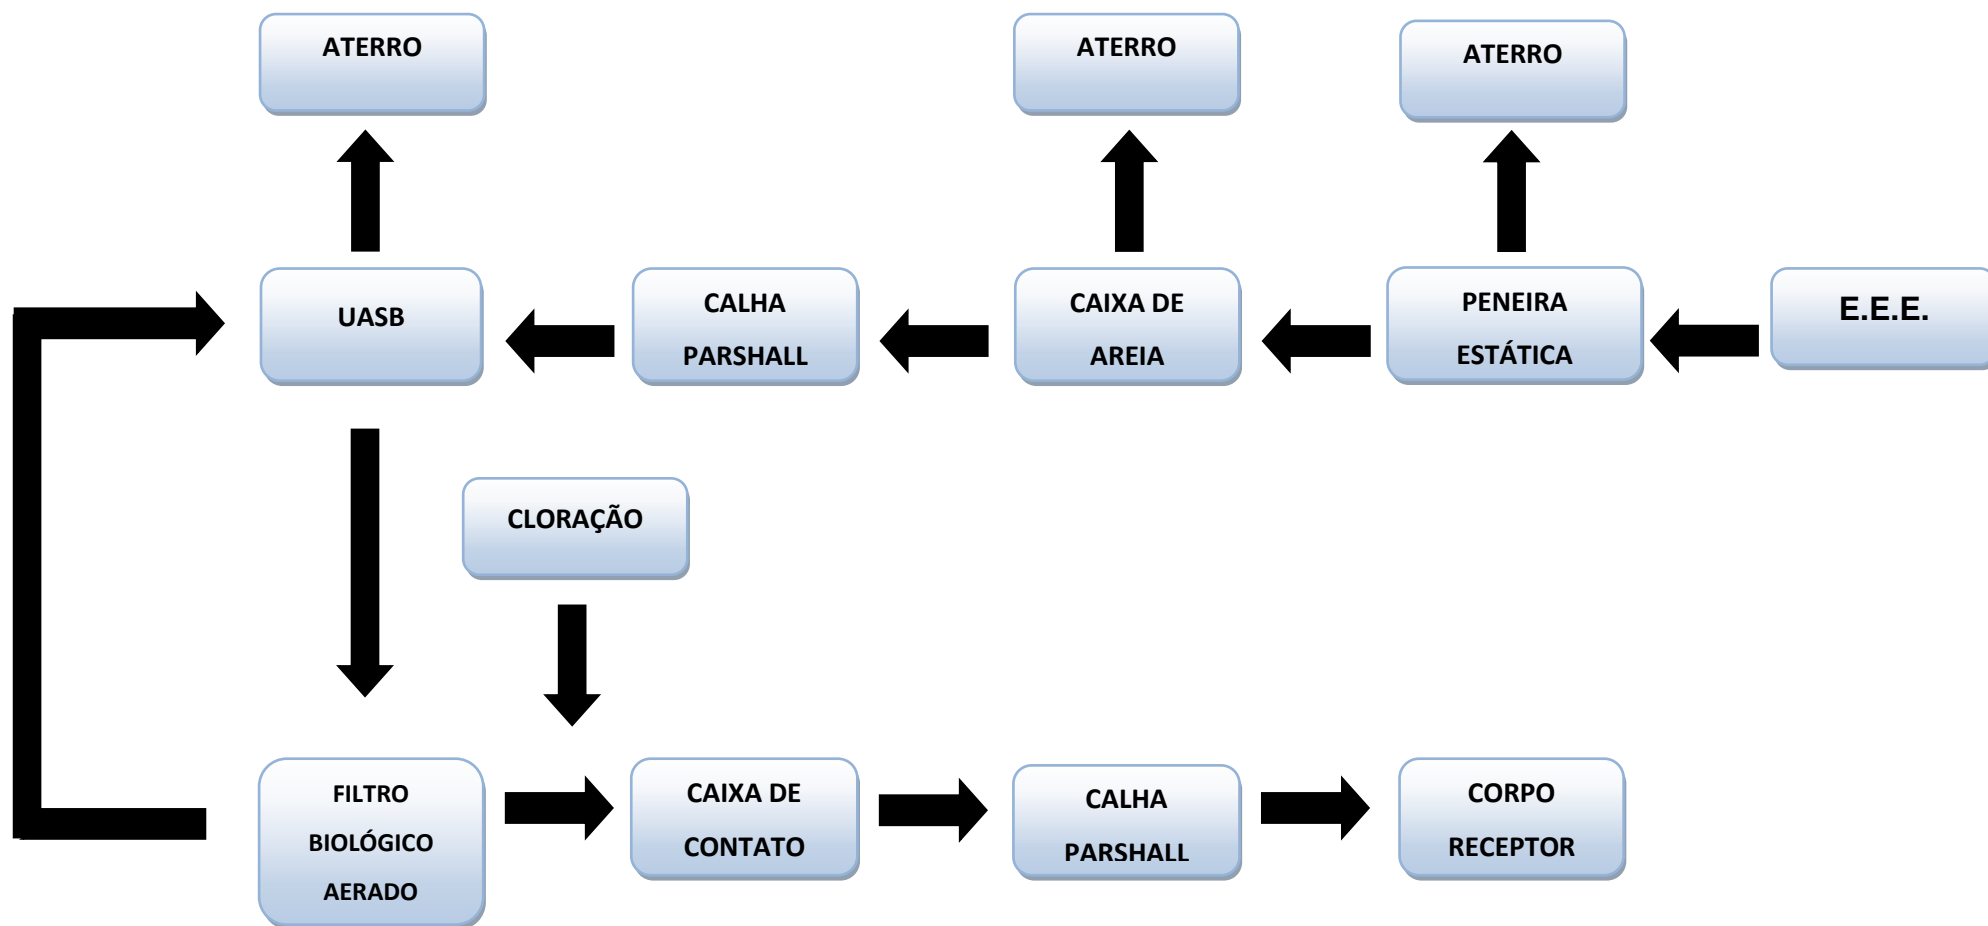 ATERRO
ATERRO
ATERRO
UASB
CALHA
PARSHALL
CAIXA DE
AREIA
PENEIRA
ESTÁTICA
E.E.E.
CLORAÇÃO
FILTRO
BIOLÓGICO
AERADO
CAIXA DE
CONTATO
CALHA
PARSHALL
CORPO
RECEPTOR